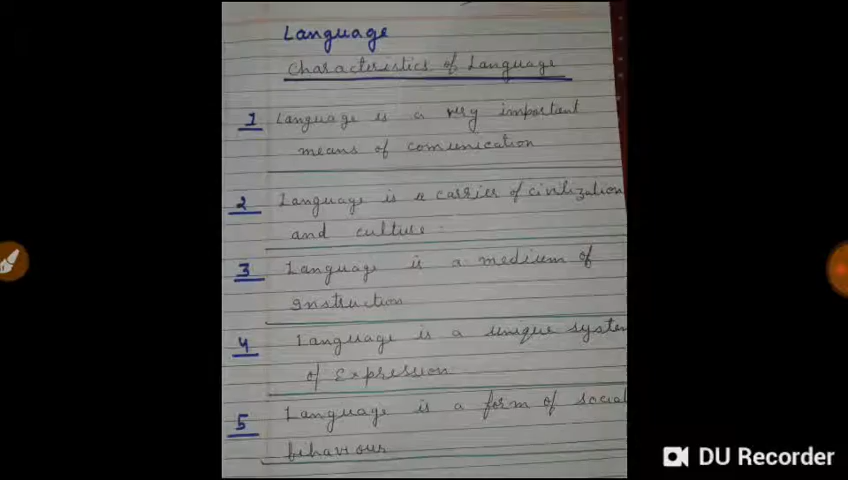 Language
Characteristics of Language
1 Language is a very important
means of comunication
2 Language is a carrier of civilization
and culture
3 Language is a medium of
Instruction
4 Language is a unique system
of Expression
5 Language is a form of social
behaviour
DU Recorder